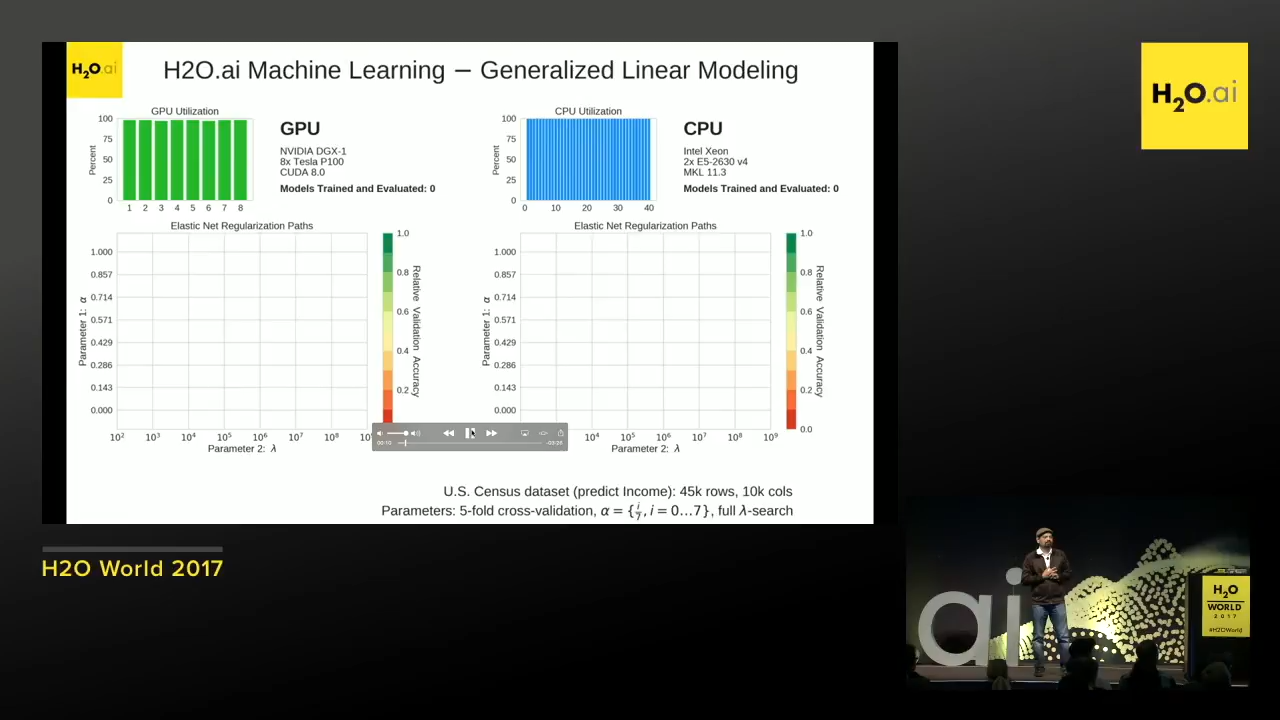 H2O.ai
H2O.ai Machine Learning – Generalized Linear Modeling
H2O.ai
GPU Utilization
100
75
50
25
0
Percent
1 2 3 4 5 6 7 8
GPU
NVIDIA DGX-1
8x Tesla P100
CUDA 8.0
Models Trained and Evaluated: 0
CPU Utilization
100
75
50
25
0
Percent
0 10 20 30 40
CPU
Intel Xeon
2x E5-2630 v4
MKL 11.3
Models Trained and Evaluated: 0
Elastic Net Regularization Paths
1.000
0.857
0.714
0.571
0.429
0.286
0.143
0.000
Parameter 1: α
10² 10³ 10⁴ 10⁵ 10⁶ 10⁷ 10⁸ 10
Parameter 2: λ
1.0
0.8
0.6
0.4
0.2
Relative Validation Accuracy
Elastic Net Regularization Paths
1.000
0.857
0.714
0.571
0.429
0.286
0.143
0.000
Parameter 1: α
10⁴ 10⁵ 10⁶ 10⁷ 10⁸ 10⁹
Parameter 2: λ
1.0
0.8
0.6
0.4
0.2
0.0
Relative Validation Accuracy
00:10
U.S. Census dataset (predict Income): 45k rows, 10k cols
Parameters: 5-fold cross-validation, α = {i/7, i = 0…7}, full λ-search
H2O World 2017
ai
H2O
WORLD
2017
#H2OWorld